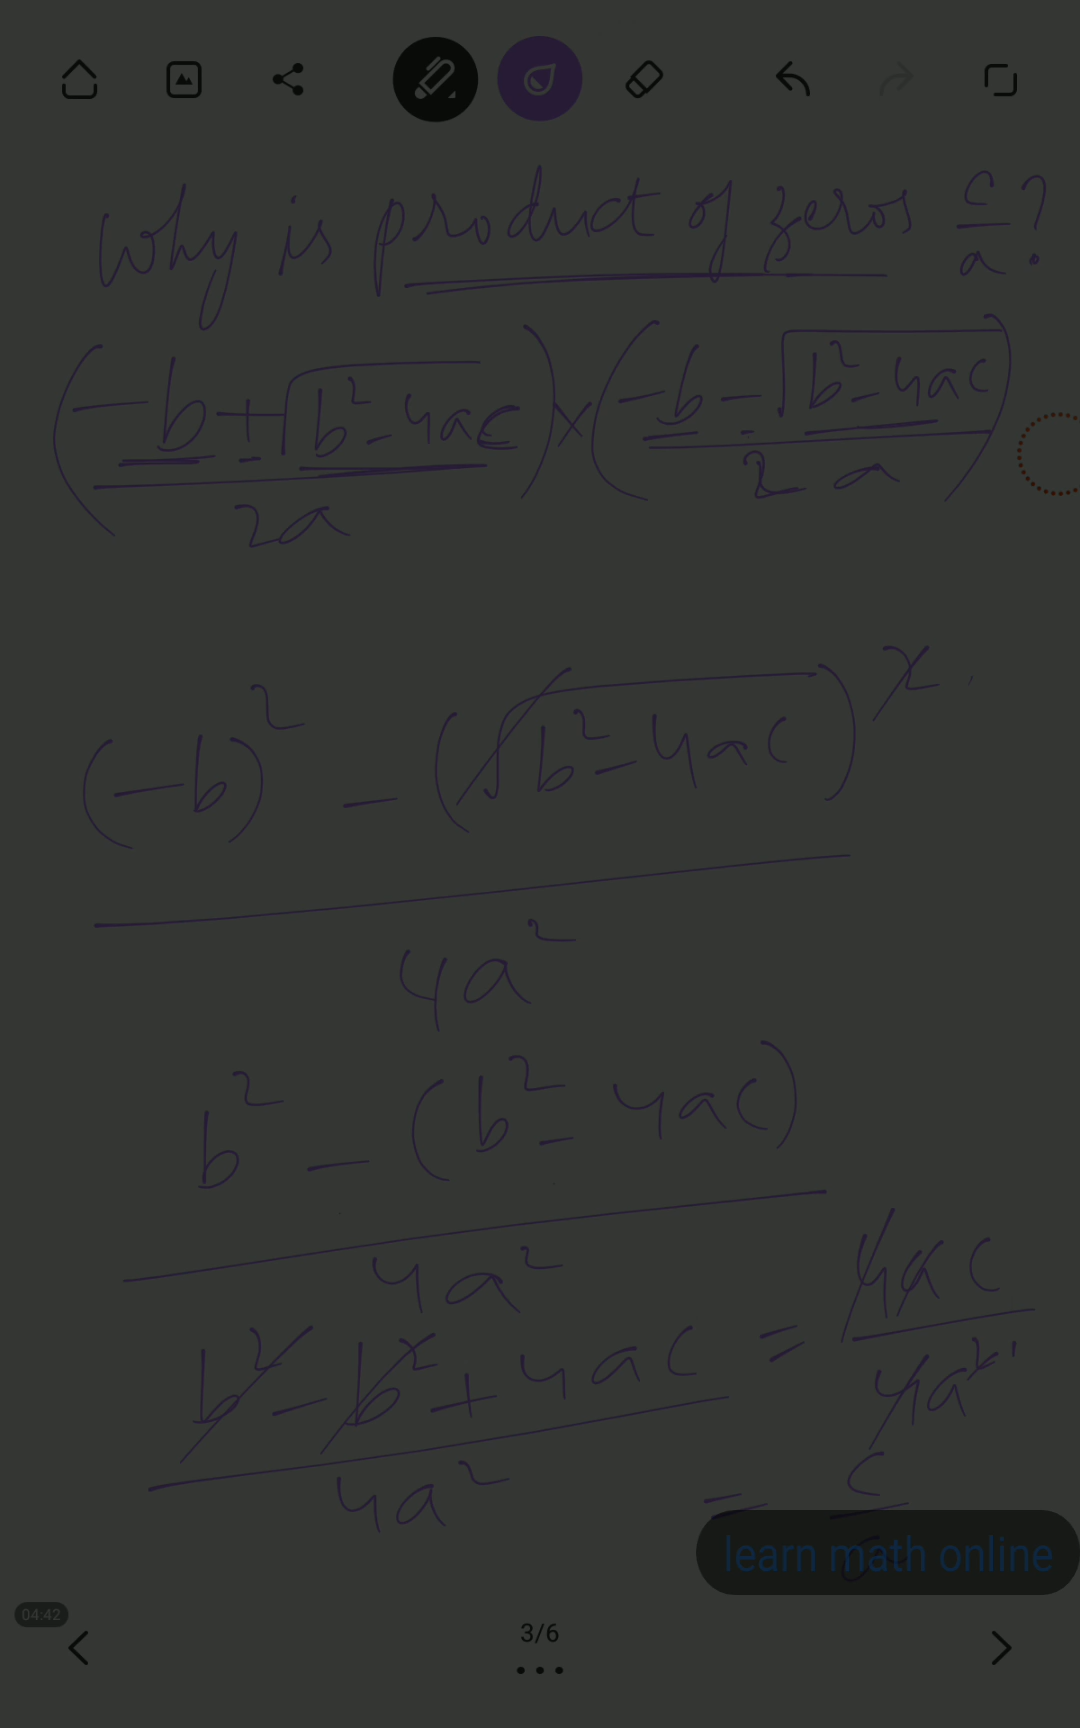 Why is product of zeros c/a ?
(-b+√b²-4ac / 2a) × (-b-√b²-4ac / 2a)
(-b)² - (√b²-4ac)²
4a²
b² - (b²-4ac)
4a²
b² - b² + 4ac = 4ac
4a² 4a²
= c
a
learn math online
04:42
3/6